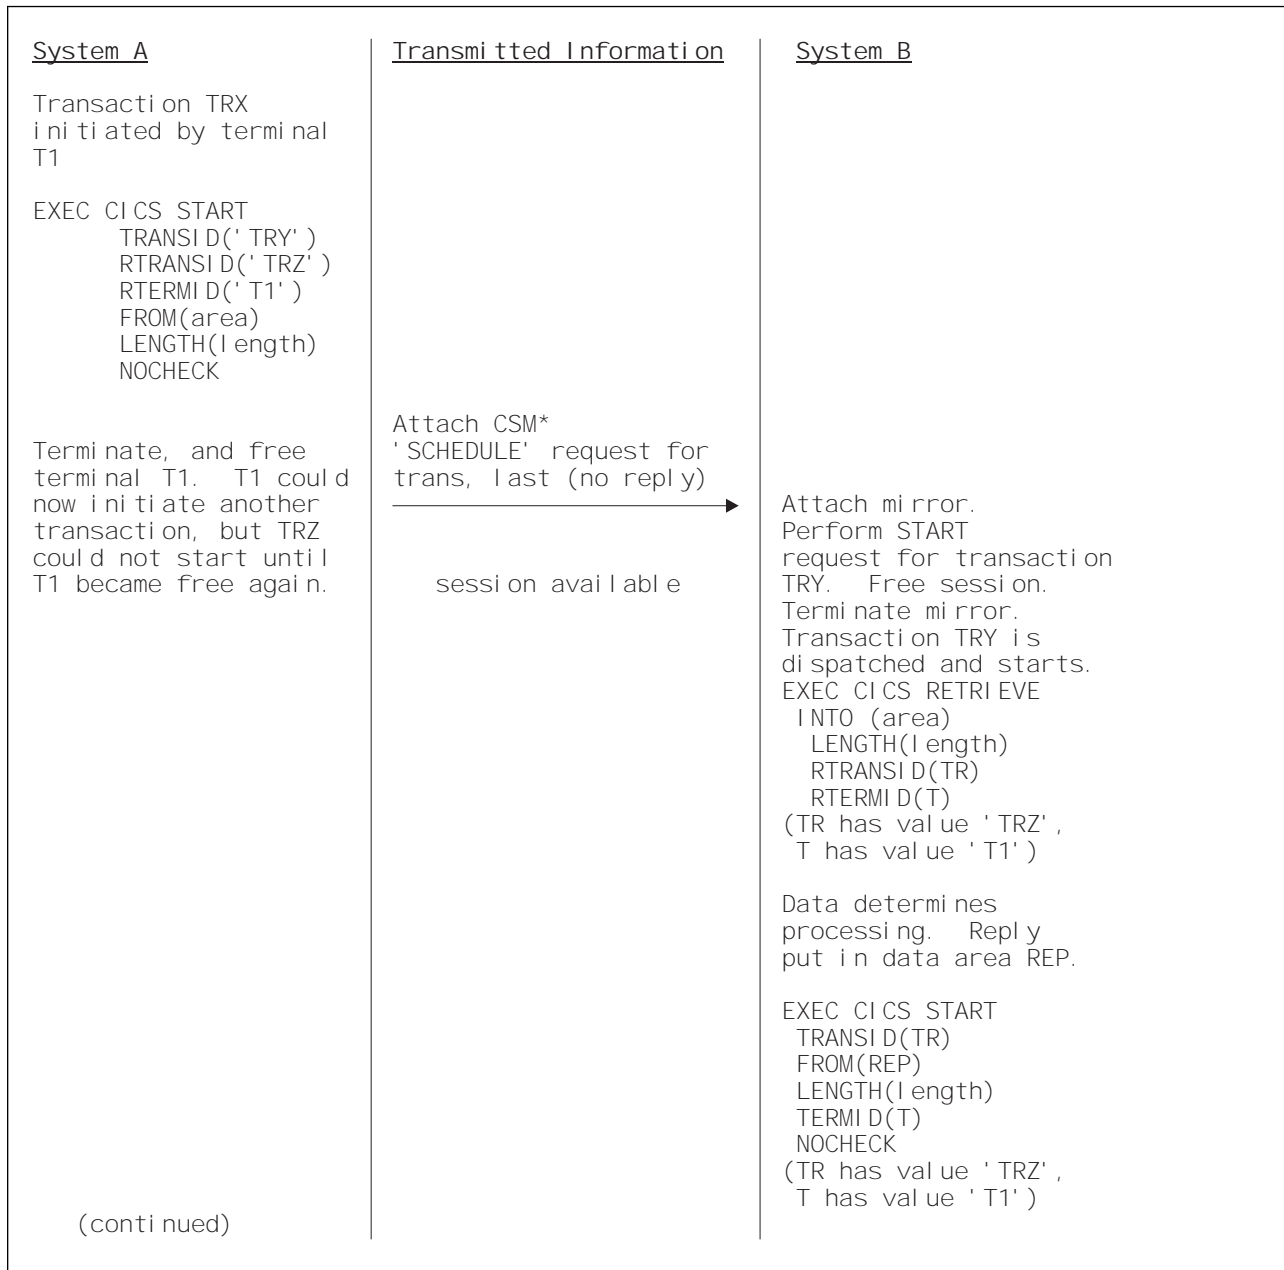 System A
Transaction TRX
initiated by terminal
T1
EXEC CICS START
TRANSID('TRY')
RTRANSID('TRZ')
RTERMID('T1')
FROM(area)
LENGTH(length)
NOCHECK
Terminate, and free
terminal T1. T1 could
now initiate another
transaction, but TRZ
could not start until
T1 became free again.
(continued)
Transmitted Information
Attach CSM*
'SCHEDULE' request for
trans, last (no reply)
session available
System B
Attach mirror.
Perform START
request for transaction
TRY. Free session.
Terminate mirror.
Transaction TRY is
dispatched and starts.
EXEC CICS RETRIEVE
INTO (area)
LENGTH(length)
RTRANSID(TR)
RTERMID(T)
(TR has value 'TRZ',
T has value 'T1')
Data determines
processing. Reply
put in data area REP.
EXEC CICS START
TRANSID(TR)
FROM(REP)
LENGTH(length)
TERMID(T)
NOCHECK
(TR has value 'TRZ',
T has value 'T1')